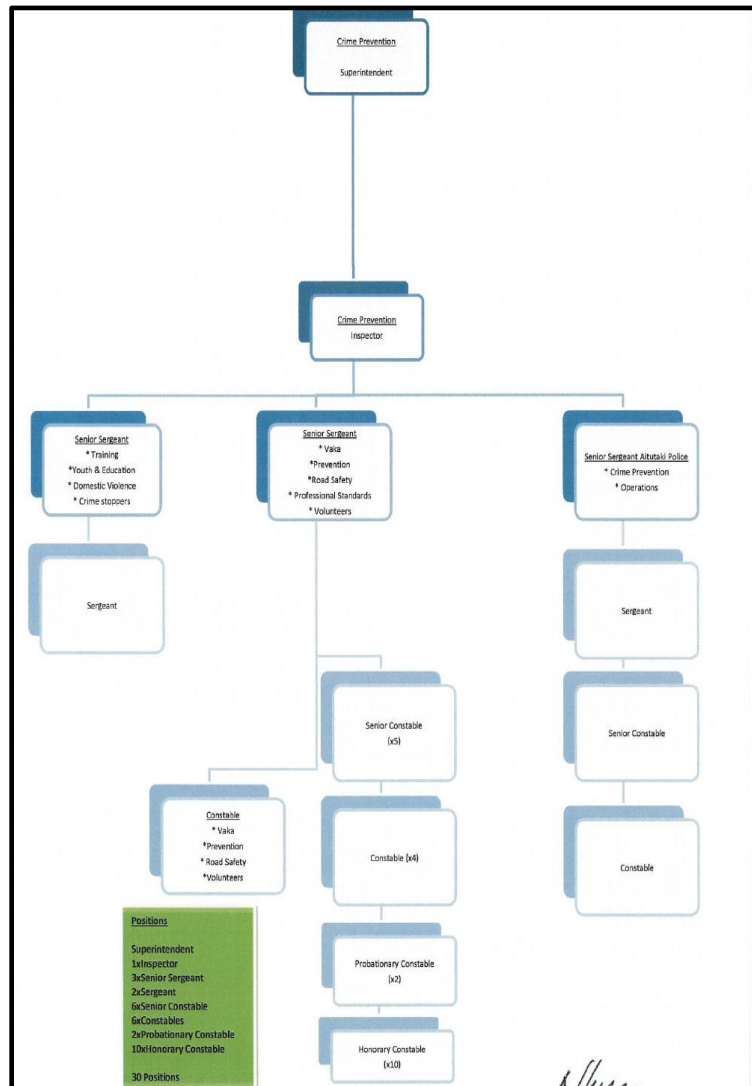 Crime Prevention
Superintendent
Crime Prevention
Inspector
Senior Sergeant
* Training
*Youth & Education
* Domestic Violence
* Crime stoppers
Sergeant
Senior Sergeant
* Vaka
*Prevention
*Road Safety
* Professional Standards
* Volunteers
Senior Sergeant Aitutaki Police
* Crime Prevention
* Operations
Sergeant
Senior Constable
Constable
Senior Constable
(x5)
Constable (x4)
Probationary Constable
(x2)
Honorary Constable
(x10)
Constable
* Vaka
*Prevention
* Road Safety
*Volunteers
Positions
Superintendent
1xInspector
3xSenior Sergeant
2xSergeant
6xSenior Constable
6xConstables
2xProbationary Constable
10xHonorary Constable
30 Positions